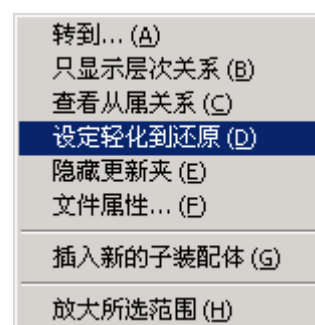 转到... (A)
只显示层次关系 (B)
查看从属关系 (C)
设定轻化到还原 (D)
隐藏更新夹 (E)
文件属性... (F)
插入新的子装配体 (G)
放大所选范围 (H)